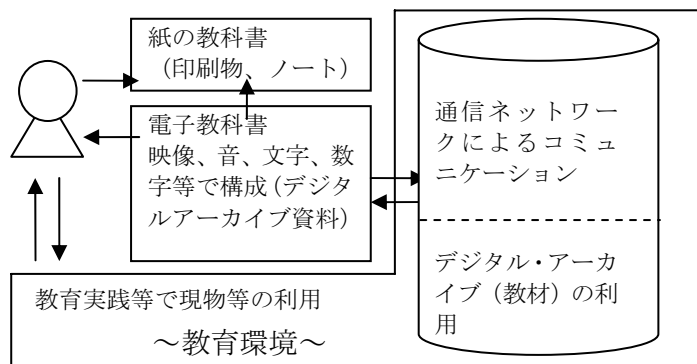 紙の教科書
（印刷物、ノート）
電子教科書
映像、音、文字、数
字等で構成（デジタ
ルアーカイブ資料）
通信ネットワー
クによるコミュ
ニケーション
デジタル・アーカ
イブ（教材）の利
用
教育実践等で現物等の利用
～教育環境～